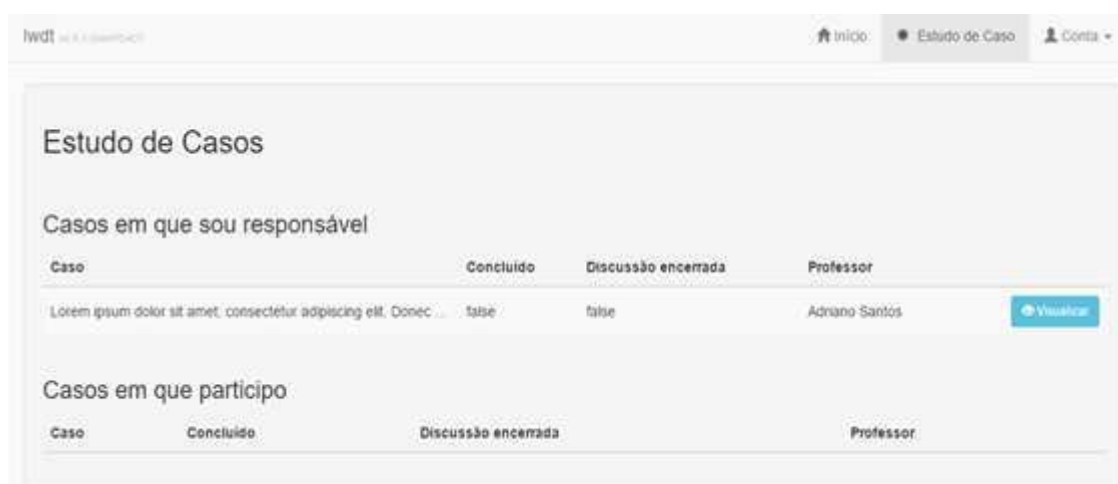 lwdt
Início Estudo de Caso Conta
Estudo de Casos
Casos em que sou responsável
Caso Concluído Discussão encerrada Professor
Lorem ipsum dolor sit amet, consectetur adipiscing elit. Donec ... false false Adriano Santos Visualizar
Casos em que participo
Caso Concluído Discussão encerrada Professor